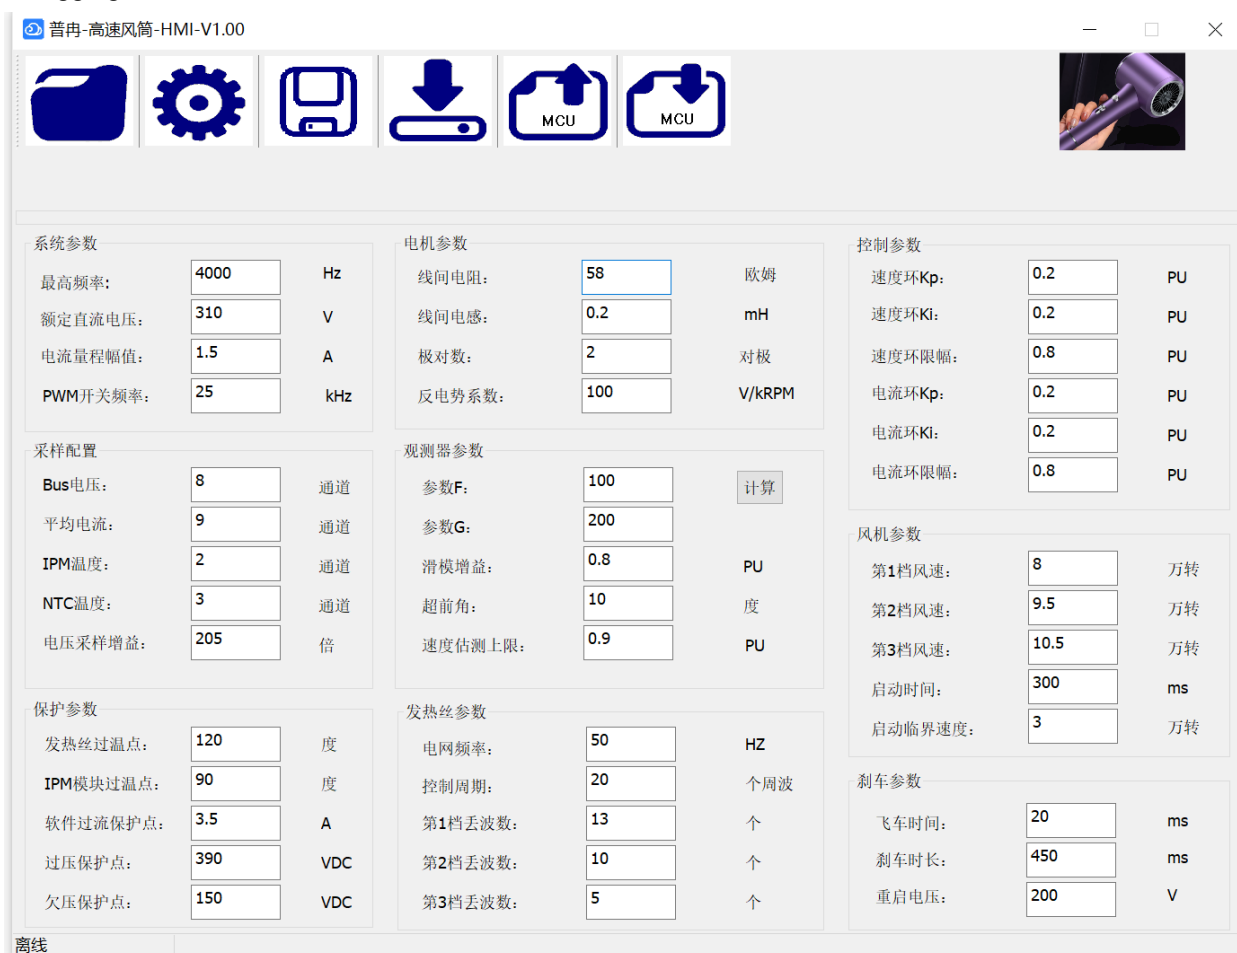 普冉-高速风筒-HMI-V1.00
MCU
MCU
系统参数
最高频率: 4000 Hz
额定直流电压: 310 V
电流量程幅值: 1.5 A
PWM开关频率: 25 kHz
电机参数
线间电阻: 58 欧姆
线间电感: 0.2 mH
极对数: 2 对极
反电势系数: 100 V/kRPM
控制参数
速度环Kp: 0.2 PU
速度环Ki: 0.2 PU
速度环限幅: 0.8 PU
电流环Kp: 0.2 PU
电流环Ki: 0.2 PU
电流环限幅: 0.8 PU
采样配置
Bus电压: 8 通道
平均电流: 9 通道
IPM温度: 2 通道
NTC温度: 3 通道
电压采样增益: 205 倍
观测器参数
参数F: 100 计算
参数G: 200
滑模增益: 0.8 PU
超前角: 10 度
速度估测上限: 0.9 PU
风机参数
第1档风速: 8 万转
第2档风速: 9.5 万转
第3档风速: 10.5 万转
启动时间: 300 ms
启动临界速度: 3 万转
保护参数
发热丝过温点: 120 度
IPM模块过温点: 90 度
软件过流保护点: 3.5 A
过压保护点: 390 VDC
欠压保护点: 150 VDC
发热丝参数
电网频率: 50 HZ
控制周期: 20 个周波
第1档丢波数: 13 个
第2档丢波数: 10 个
第3档丢波数: 5 个
刹车参数
飞车时间: 20 ms
刹车时长: 450 ms
重启电压: 200 V
离线